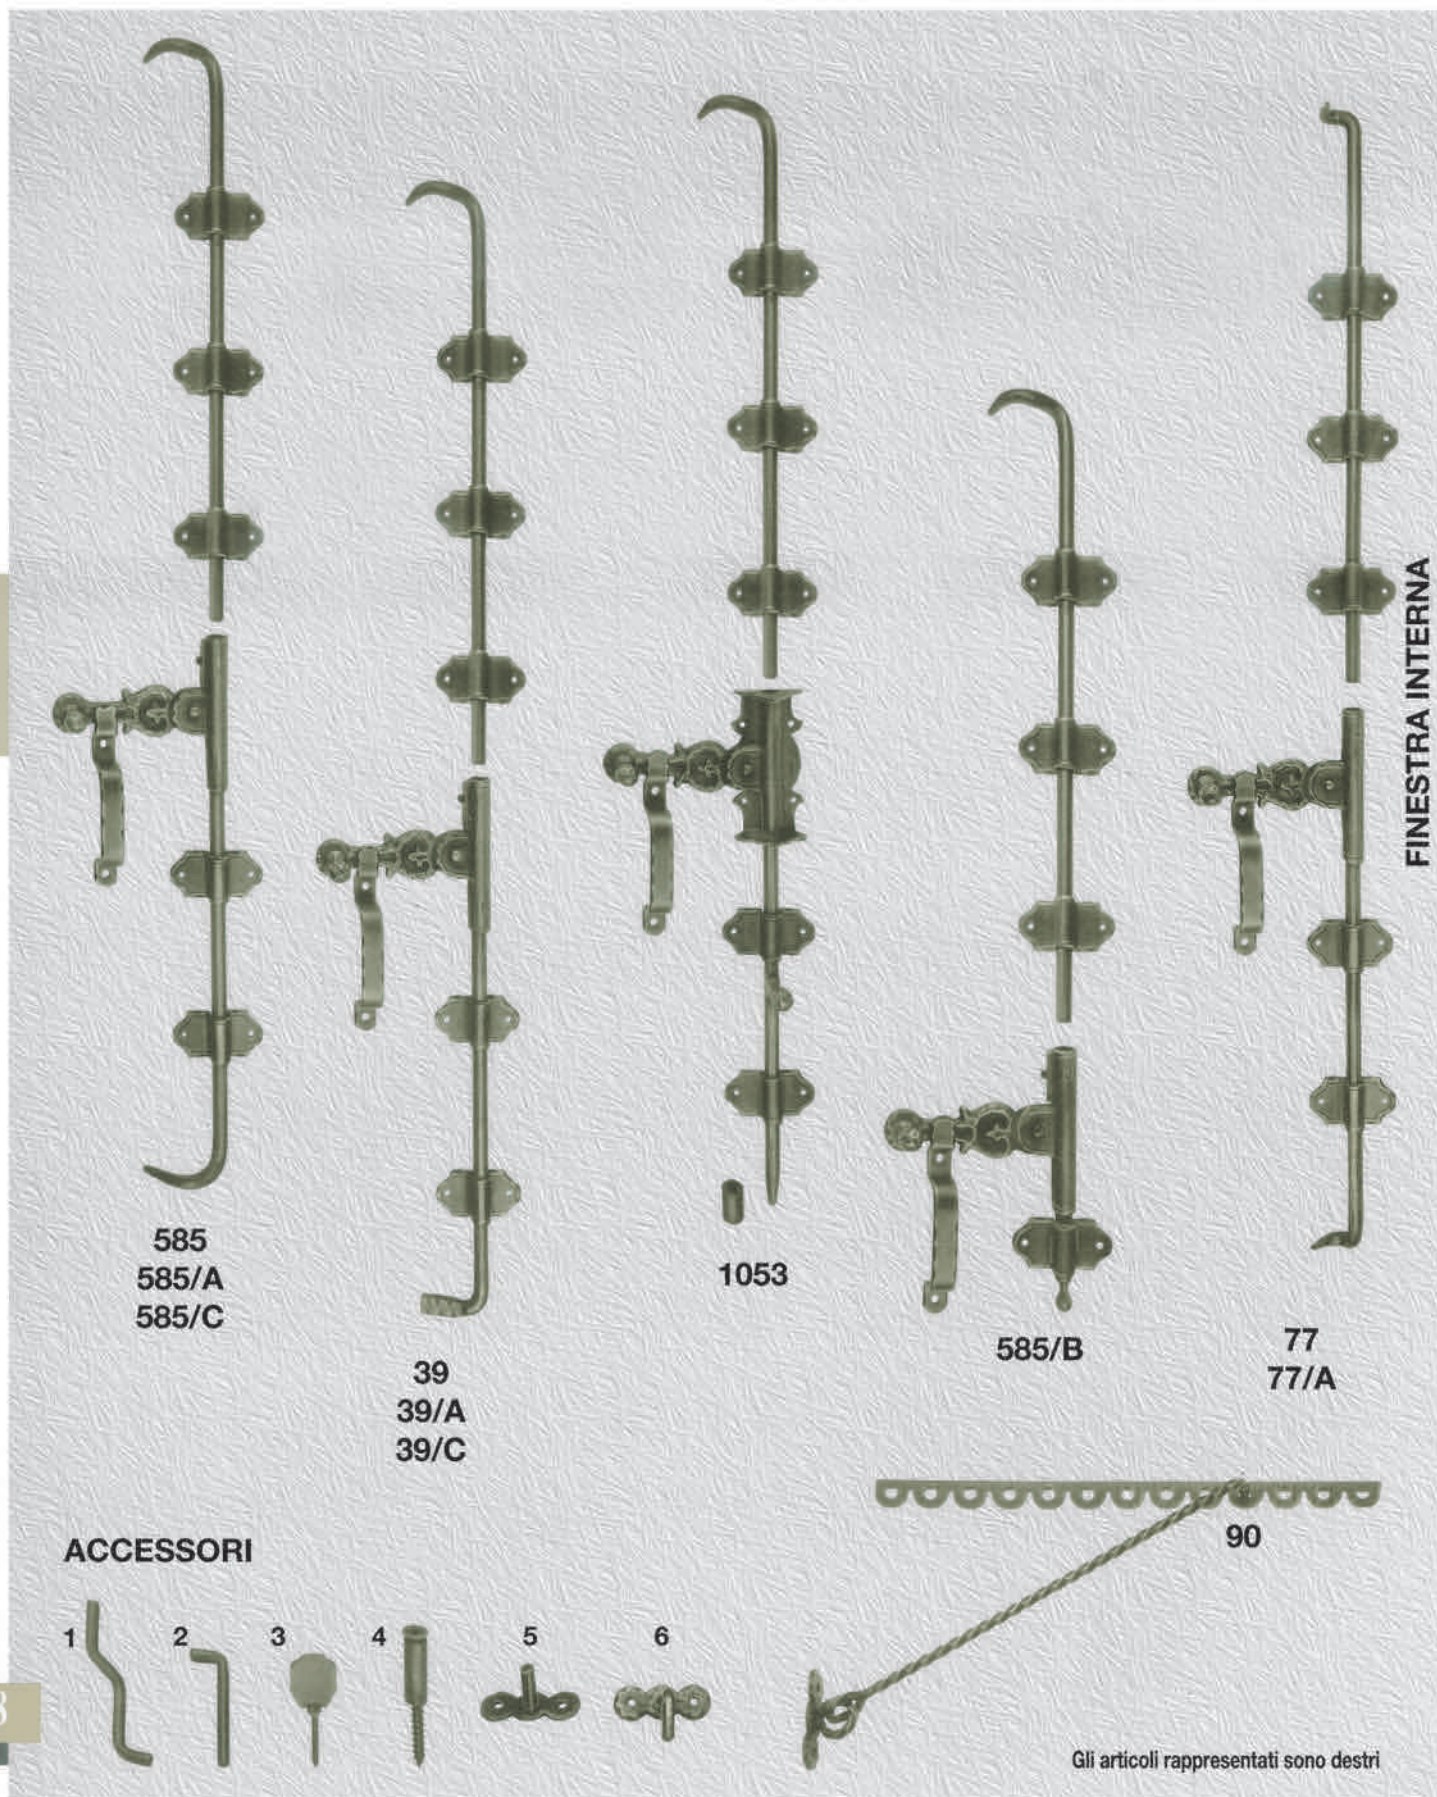 FINESTRA INTERNA
585
585/A
585/C
39
39/A
39/C
1053
585/B
77
77/A
90
ACCESSORI
1
2
3
4
5
6
Gli articoli rappresentati sono destri